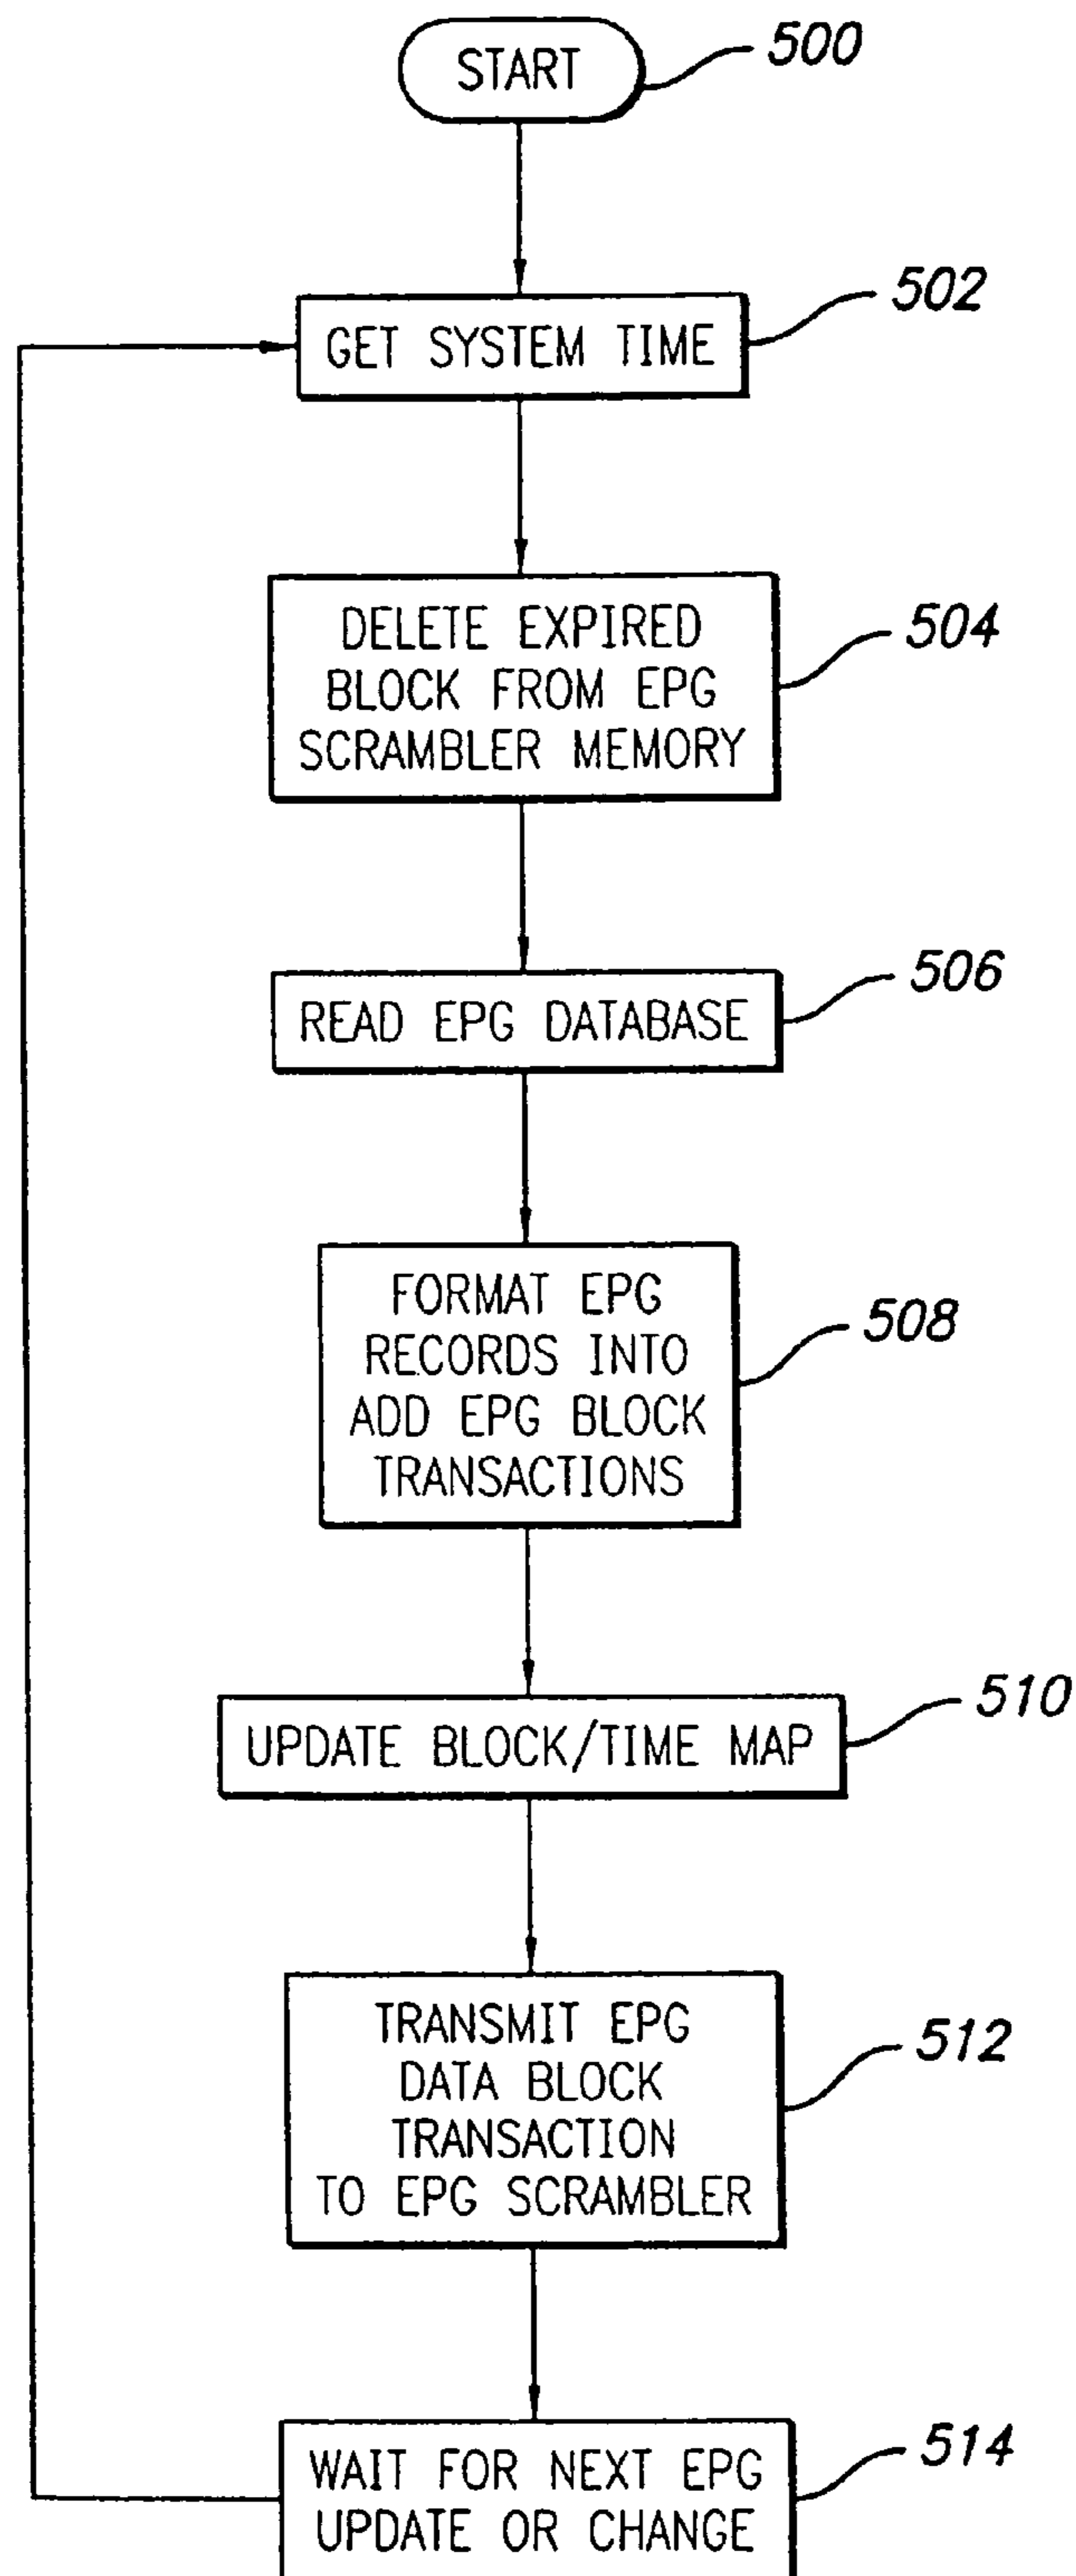 START
500
502
GET SYSTEM TIME
DELETE EXPIRED
BLOCK FROM EPG
SCRAMBLER MEMORY
504
506
READ EPG DATABASE
FORMAT EPG
RECORDS INTO
ADD EPG BLOCK
TRANSACTIONS
508
510
UPDATE BLOCK/TIME MAP
TRANSMIT EPG
DATA BLOCK
TRANSACTION
TO EPG SCRAMBLER
512
WAIT FOR NEXT EPG
UPDATE OR CHANGE
514